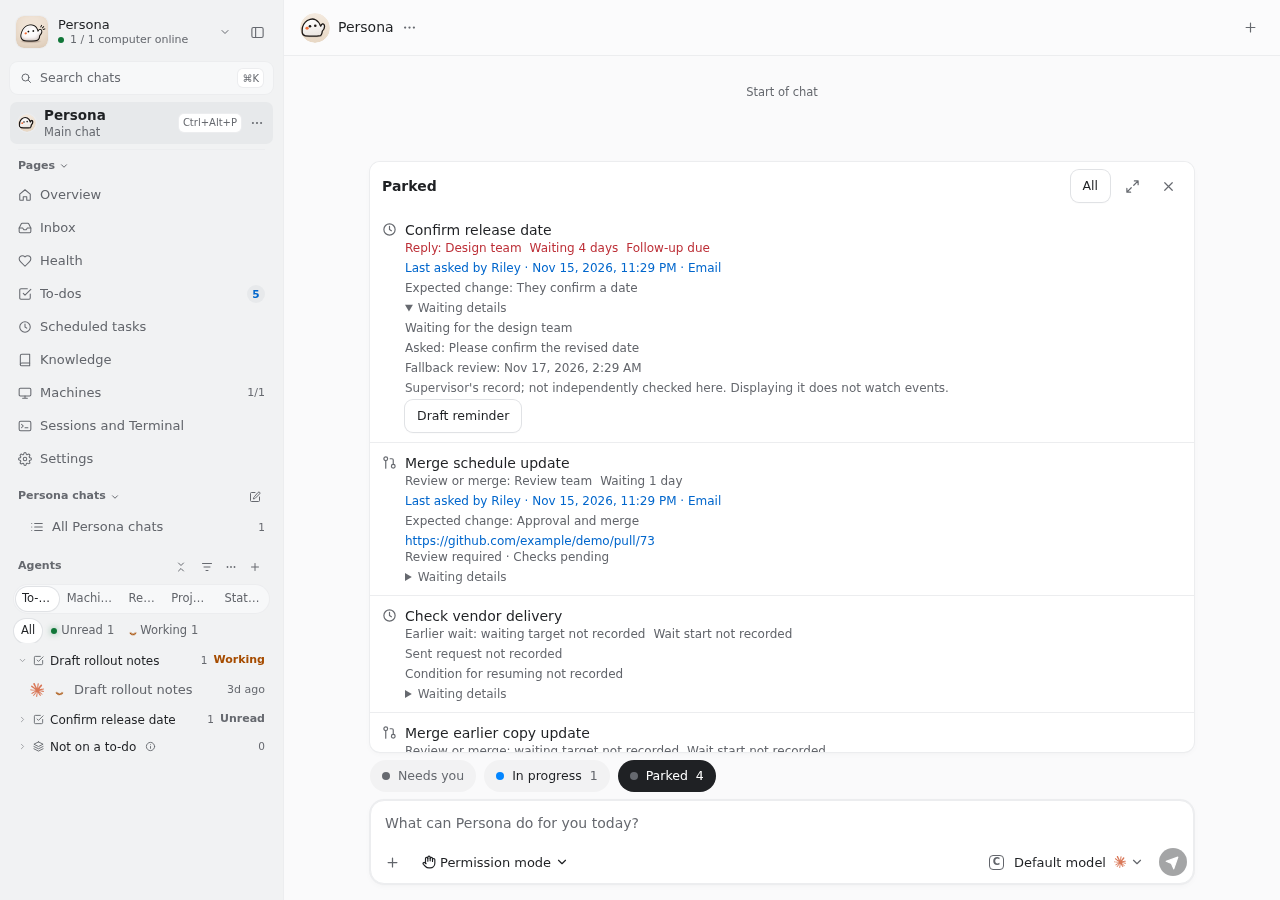 Persona
1 / 1 computer online
Search chats
⌘K
Persona
Main chat
Ctrl+Alt+P
Pages
Overview
Inbox
Health
To-dos
5
Scheduled tasks
Knowledge
Machines
1/1
Sessions and Terminal
Settings
Persona chats
All Persona chats
1
Agents
To-…
Machi…
Re…
Proj…
Stat…
All
Unread 1
Working 1
Draft rollout notes
1 Working
Draft rollout notes
3d ago
Confirm release date
1 Unread
Not on a to-do
0
Persona
Start of chat
Parked
All
Confirm release date
Reply: Design team Waiting 4 days Follow-up due
Last asked by Riley · Nov 15, 2026, 11:29 PM · Email
Expected change: They confirm a date
Waiting details
Waiting for the design team
Asked: Please confirm the revised date
Fallback review: Nov 17, 2026, 2:29 AM
Supervisor's record; not independently checked here. Displaying it does not watch events.
Draft reminder
Merge schedule update
Review or merge: Review team Waiting 1 day
Last asked by Riley · Nov 15, 2026, 11:29 PM · Email
Expected change: Approval and merge
https://github.com/example/demo/pull/73
Review required · Checks pending
Waiting details
Check vendor delivery
Earlier wait: waiting target not recorded Wait start not recorded
Sent request not recorded
Condition for resuming not recorded
Waiting details
Merge earlier copy update
Review or merge: waiting target not recorded Wait start not recorded
Needs you
In progress 1
Parked 4
What can Persona do for you today?
Permission mode
C
Default model